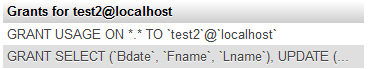 Grants for test2@localhost
GRANT USAGE ON *.* TO `test2`@`localhost`
GRANT SELECT (`Bdate`, `Fname`, `Lname`), UPDATE (...